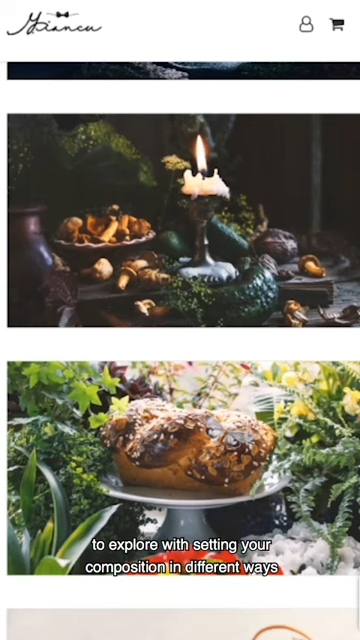 to explore with setting your
composition in different ways